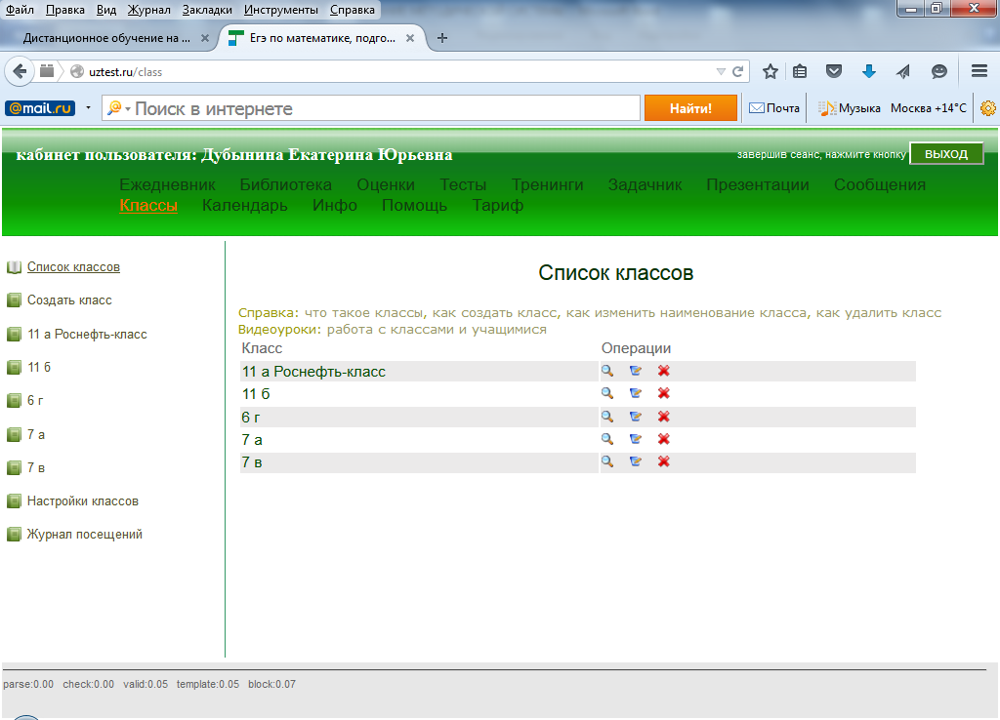 Файл Правка Вид Журнал Закладки Инструменты Справка
Дистанционное обучение на ...
Егэ по математике, подго...
uztest.ru/class
@mail.ru
Поиск в интернете
Найти!
Почта
Музыка
Москва +14°C
кабинет пользователя: Дубынина Екатерина Юрьевна
завершив сеанс, нажмите кнопку
ВЫХОД
Ежедневник Библиотека Оценки Тесты Тренинги Задачник Презентации Сообщения
Классы Календарь Инфо Помощь Тариф
Список классов
Создать класс
11 а Роснефть-класс
11 б
6 г
7 а
7 в
Настройки классов
Журнал посещений
Список классов
Справка: что такое классы, как создать класс, как изменить наименование класса, как удалить класс
Видеоуроки: работа с классами и учащимися
Класс Операции
11 а Роснефть-класс
11 б
6 г
7 а
7 в
parse:0.00 check:0.00 valid:0.05 template:0.05 block:0.07